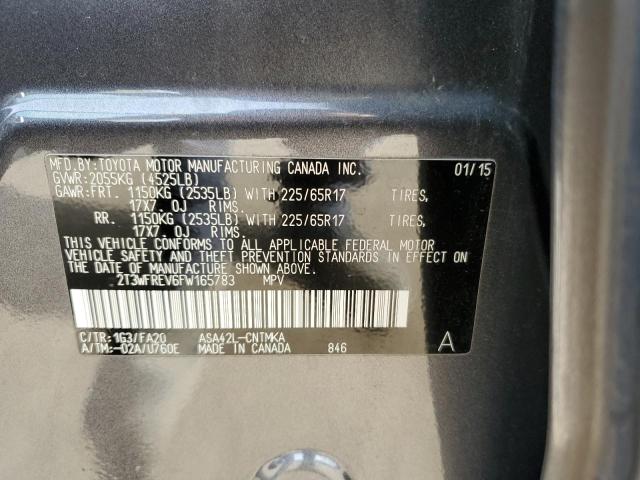 MFD.BY:TOYOTA MOTOR MANUFACTURING CANADA INC. 01/15
GVWR:2055KG (4525LB)
GAWR:FRT. 1150KG (2535LB) WITH 225/65R17 TIRES,
17X7. 0J RIMS.
RR. 1150KG (2535LB) WITH 225/65R17 TIRES,
17X7. 0J RIMS.
THIS VEHICLE CONFORMS TO ALL APPLICABLE FEDERAL MOTOR
VEHICLE SAFETY AND THEFT PREVENTION STANDARDS IN EFFECT ON
THE DATE OF MANUFACTURE SHOWN ABOVE.
2T3WFREV6FW165783 MPV
C/TR:1G3/FA20 ASA42L-CNTMKA
A/TM:-02A/U760E MADE IN CANADA 846 A